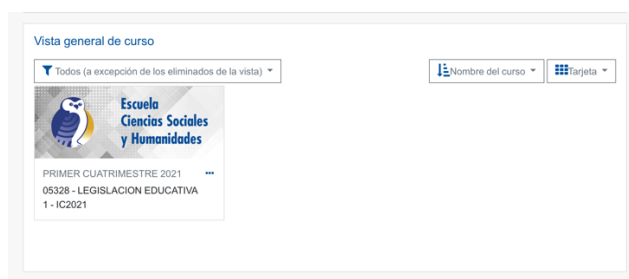 Vista general de curso
Todos (a excepción de los eliminados de la vista)
Nombre del curso
Tarjeta
Escuela
Ciencias Sociales
y Humanidades
PRIMER CUATRIMESTRE 2021
05328 - LEGISLACION EDUCATIVA
1 - IC2021